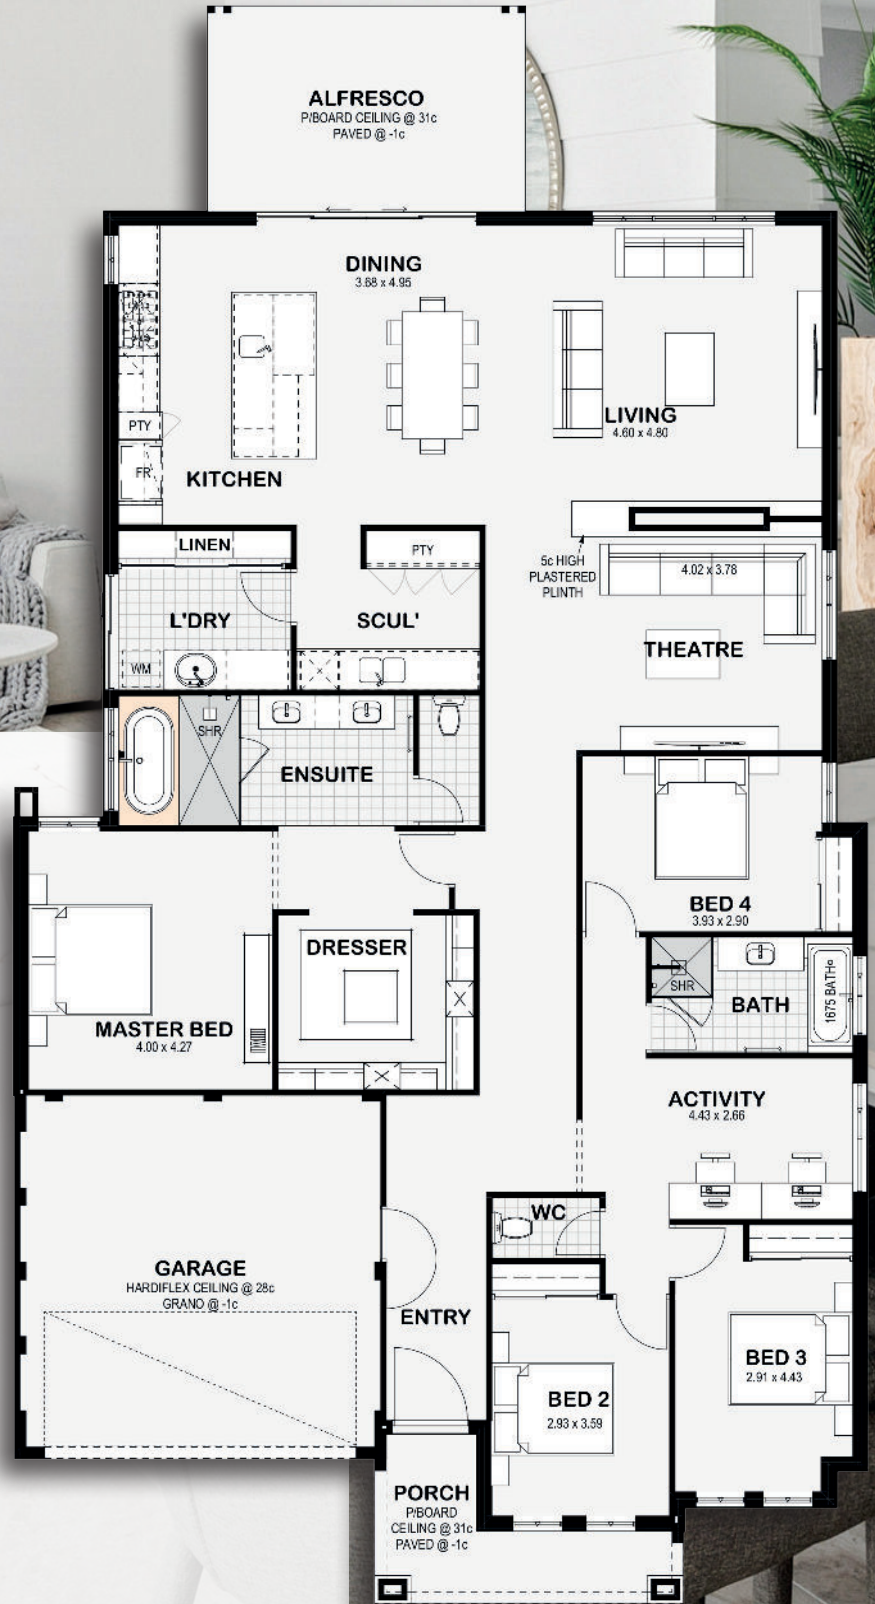 ALFRESCO
P/BOARD CEILING @ 31c
PAVED @ -1c
DINING
3.68 x 4.95
LIVING
4.60 x 4.80
PTY
FR
KITCHEN
LINEN
PTY
5c HIGH
PLASTERED
PLINTH
4.02 x 3.78
L'DRY
SCUL'
THEATRE
WM
SHR
ENSUITE
BED 4
3.93 x 2.90
DRESSER
SHR
BATH
1675 BATH
MASTER BED
4.00 x 4.27
ACTIVITY
4.43 x 2.66
WC
GARAGE
HARDIFLEX CEILING @ 28c
GRANO @ -1c
ENTRY
BED 3
2.91 x 4.43
BED 2
2.93 x 3.59
PORCH
P/BOARD
CEILING @ 31c
PAVED @ -1c